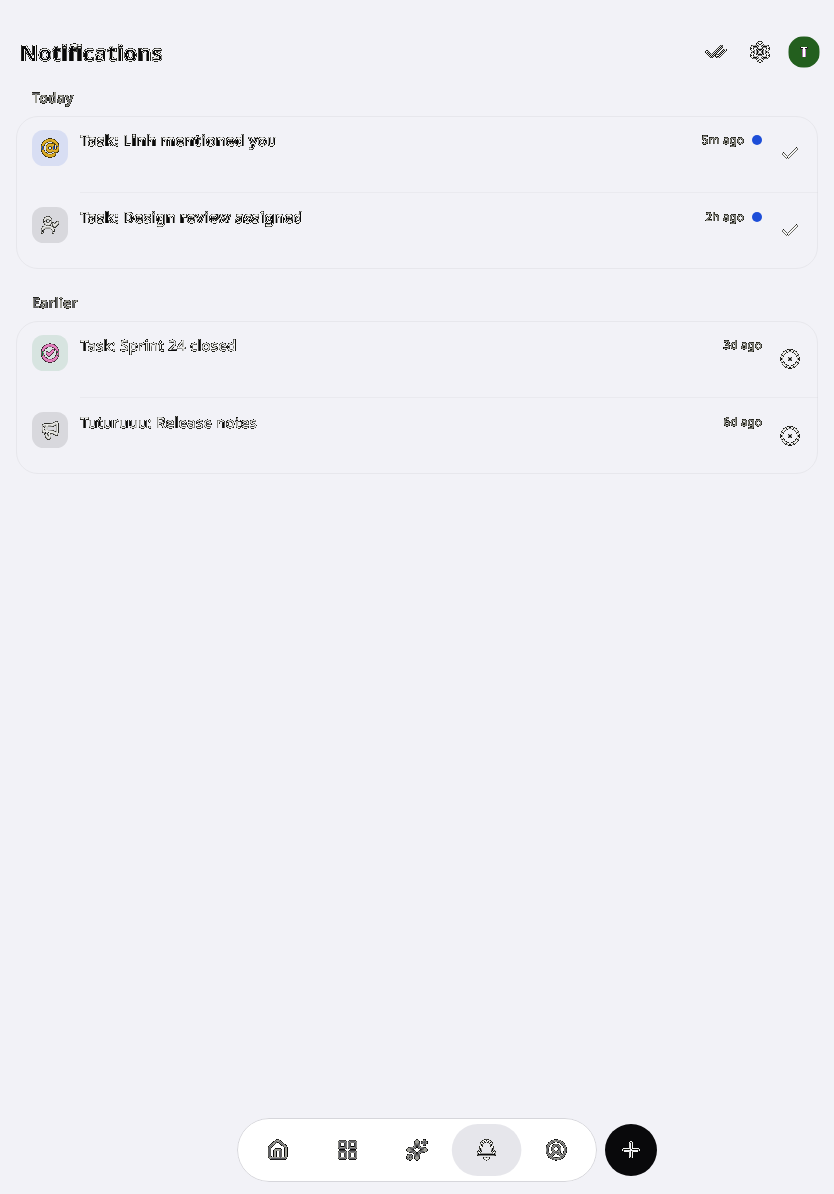 Notifications
T
Today
Task: Linh mentioned you
5m ago
Task: Design review assigned
2h ago
Earlier
Task: Sprint 24 closed
3d ago
Tuturuuu: Release notes
6d ago